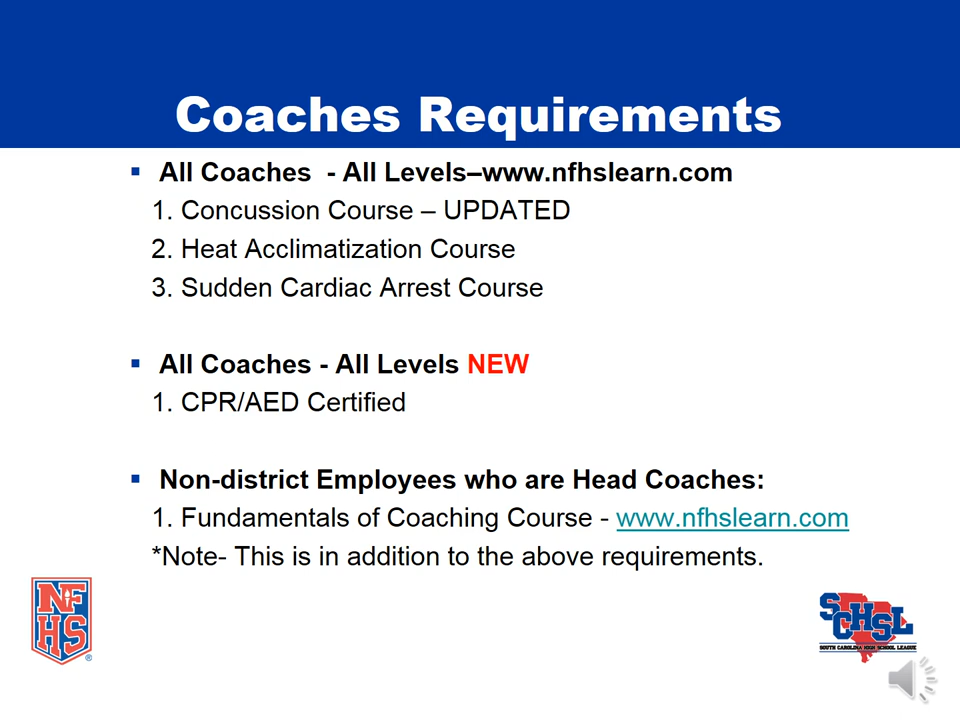 Coaches Requirements
▪ All Coaches - All Levels–www.nfhslearn.com
1. Concussion Course – UPDATED
2. Heat Acclimatization Course
3. Sudden Cardiac Arrest Course
▪ All Coaches - All Levels NEW
1. CPR/AED Certified
▪ Non-district Employees who are Head Coaches:
1. Fundamentals of Coaching Course - www.nfhslearn.com
*Note- This is in addition to the above requirements.
NF
HS
®
SCHSL
SOUTH CAROLINA HIGH SCHOOL LEAGUE